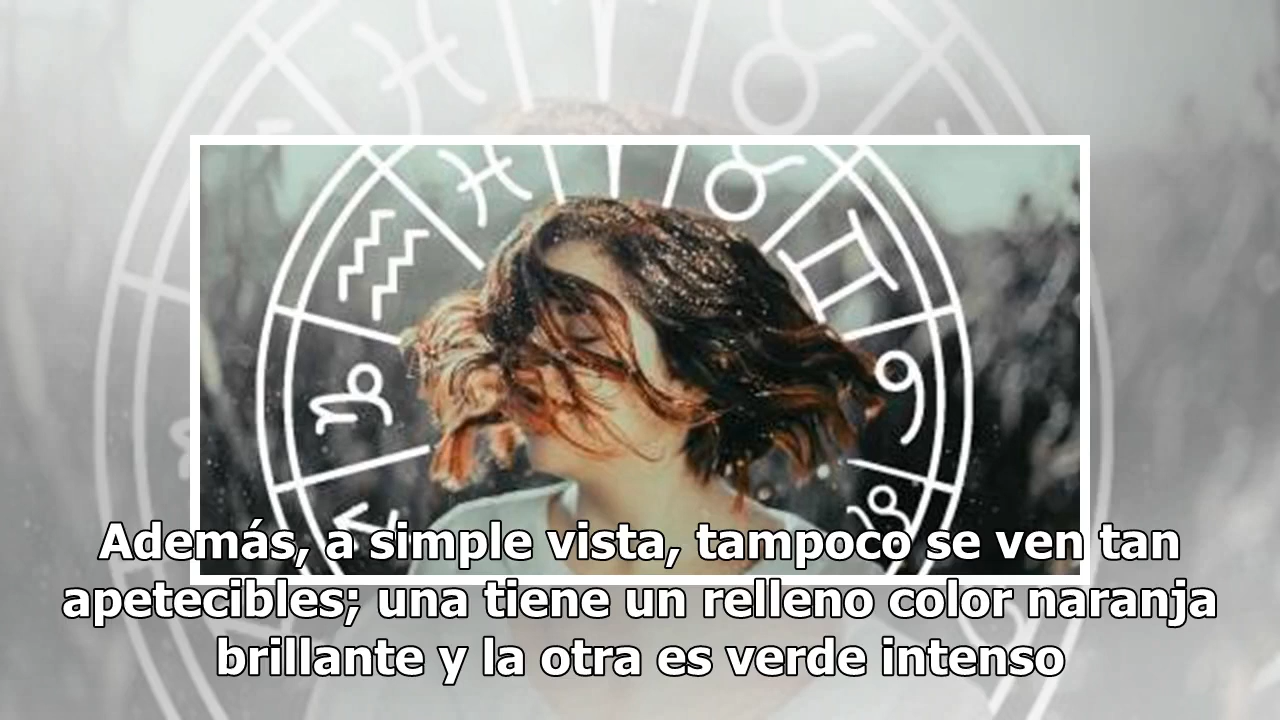 Además, a simple vista, tampoco se ven tan
apetecibles; una tiene un relleno color naranja
brillante y la otra es verde intenso